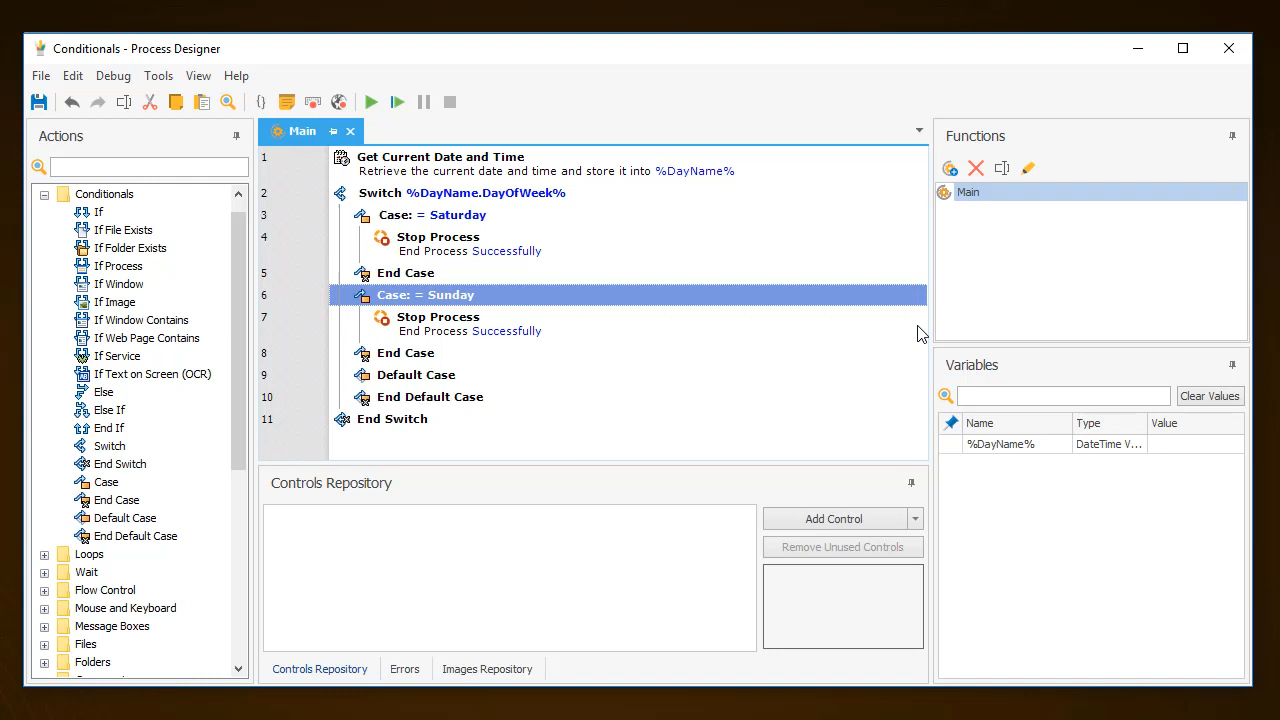 Conditionals - Process Designer
File Edit Debug Tools View Help
Actions
Conditionals
If
If File Exists
If Folder Exists
If Process
If Window
If Image
If Window Contains
If Web Page Contains
If Service
If Text on Screen (OCR)
Else
Else If
End If
Switch
End Switch
Case
End Case
Default Case
End Default Case
Loops
Wait
Flow Control
Mouse and Keyboard
Message Boxes
Files
Folders
Main
1 Get Current Date and Time
Retrieve the current date and time and store it into %DayName%
2 Switch %DayName.DayOfWeek%
3 Case: = Saturday
4 Stop Process
End Process Successfully
5 End Case
6 Case: = Sunday
7 Stop Process
End Process Successfully
8 End Case
9 Default Case
10 End Default Case
11 End Switch
Controls Repository
Add Control
Remove Unused Controls
Controls Repository Errors Images Repository
Functions
Main
Variables
Clear Values
Name Type Value
%DayName% DateTime V...